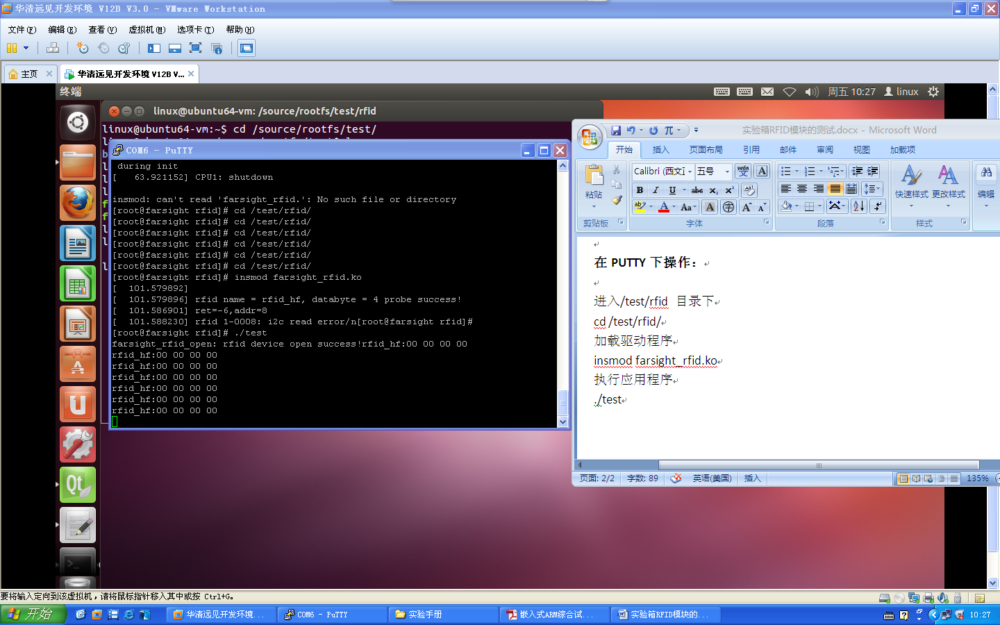 华清远见开发环境 V12B V3.0 - VMware Workstation
文件(F) 编辑(E) 查看(V) 虚拟机(M) 选项卡(T) 帮助(H)
主页 华清远见开发环境 V12B V...
终端 周五 10:27 linux
linux@ubuntu64-vm: /source/rootfs/test/rfid
linux@ubuntu64-vm:~$ cd /source/rootfs/test/
COM6 - PuTTY
during init
[   63.921152] CPU1: shutdown
insmod: can't read 'farsight_rfid.': No such file or directory
[root@farsight rfid]# cd /test/rfid/
[root@farsight rfid]# cd /test/rfid/
[root@farsight rfid]# cd /test/rfid/
[root@farsight rfid]# cd /test/rfid/
[root@farsight rfid]# cd /test/rfid/
[root@farsight rfid]# cd /test/rfid/
[root@farsight rfid]# insmod farsight_rfid.ko
[  101.579892]
[  101.579896] rfid name = rfid_hf, databyte = 4 probe success!
[  101.586901] ret=-6,addr=8
[  101.588230] rfid 1-0008: i2c read error/n[root@farsight rfid]#
[root@farsight rfid]# ./test
farsight_rfid_open: rfid device open success!rfid_hf:00 00 00 00
rfid_hf:00 00 00 00
rfid_hf:00 00 00 00
rfid_hf:00 00 00 00
rfid_hf:00 00 00 00
rfid_hf:00 00 00 00
rfid_hf:00 00 00 00
实验箱RFID模块的测试.docx - Microsoft Word
开始 插入 页面布局 引用 邮件 审阅 视图 加载项
Calibri (西文 五号
粘贴 快速样式 更改样式 编辑
剪贴板 字体 段落 样式
在 PUTTY 下操作：
进入/test/rfid 目录下
cd /test/rfid/
加载驱动程序
insmod farsight_rfid.ko
执行应用程序
./test
页面: 2/2 字数: 89 英语(美国) 插入 135%
要将输入定向到该虚拟机，请将鼠标指针移入其中或按 Ctrl+G。
开始 华清远见开发环境... COM6 - PuTTY 实验手册 嵌入式ARM综合试... 实验箱RFID模块的... 10:27